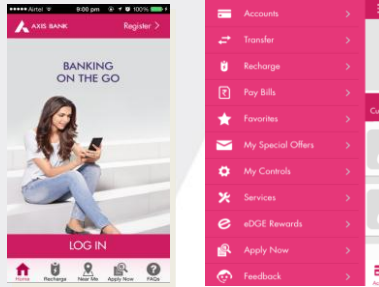 Airtel 9:00 pm 100%
AXIS BANK Register >
BANKING
ON THE GO
LOG IN
Home Recharge Near Me Apply Now FAQs
Accounts
Transfer
Recharge
Pay Bills
Favorites
My Special Offers
My Controls
Services
eDGE Rewards
Apply Now
Feedback